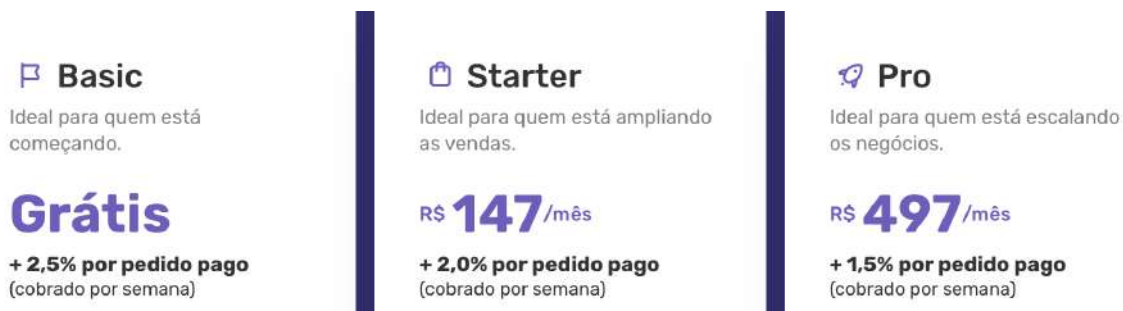 Basic
Ideal para quem está
começando.
Grátis
+ 2,5% por pedido pago
(cobrado por semana)
Starter
Ideal para quem está ampliando
as vendas.
R$ 147/mês
+ 2,0% por pedido pago
(cobrado por semana)
Pro
Ideal para quem está escalando
os negócios.
R$ 497/mês
+ 1,5% por pedido pago
(cobrado por semana)